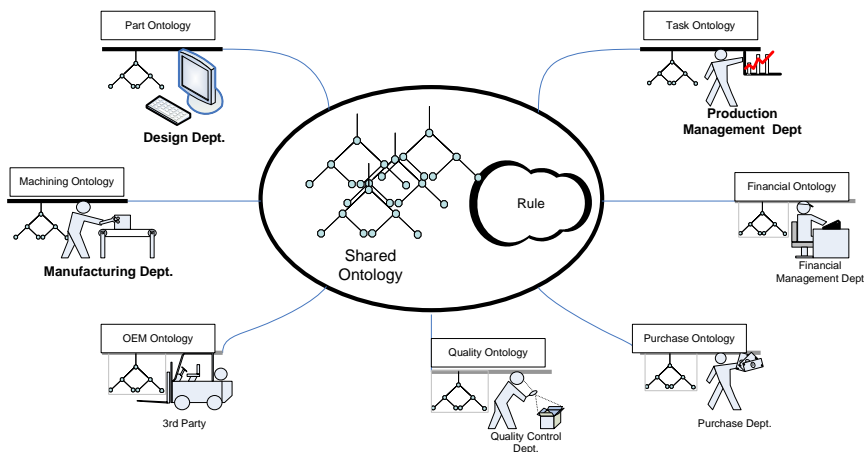 Part Ontology
Task Ontology
Design Dept.
Production
Management  Dept
Machining Ontology
Financial Ontology
Rule
Shared
Ontology
Manufacturing Dept.
Financial
Management Dept
OEM Ontology
Quality Ontology
Purchase Ontology
3rd Party
Quality Control
Dept.
Purchase Dept.